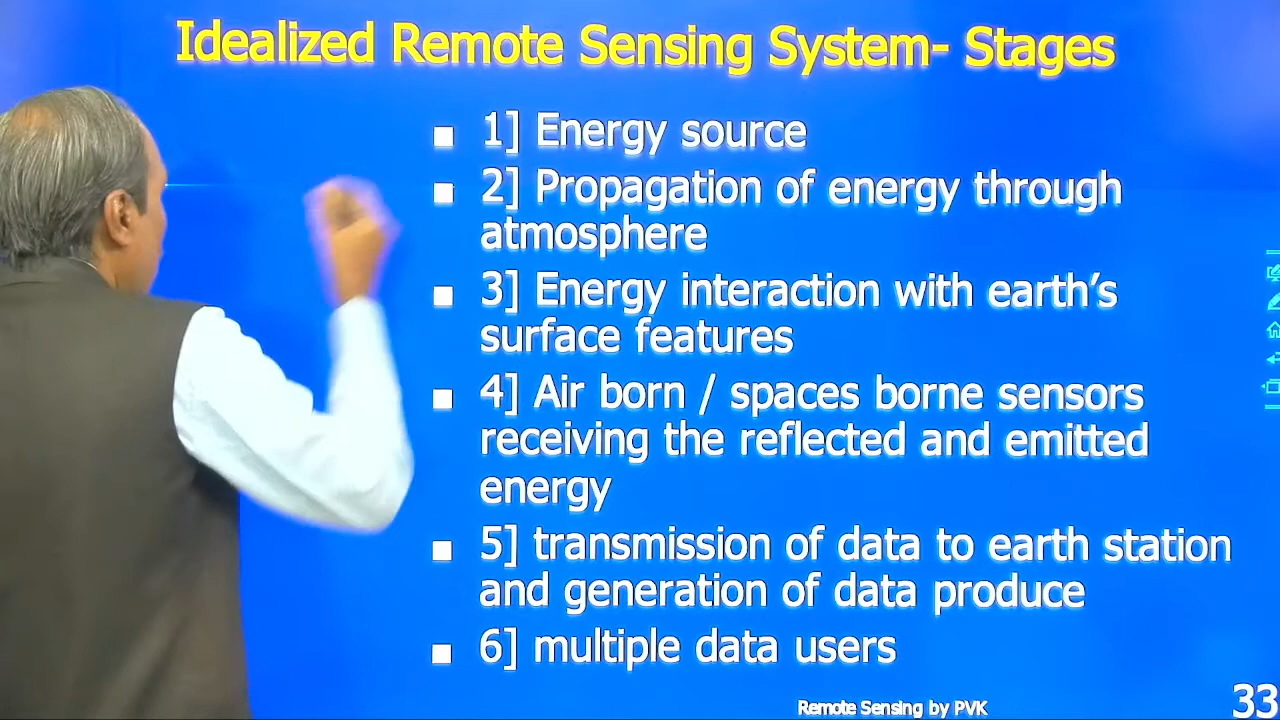 Idealized Remote Sensing System- Stages
■ 1] Energy source
■ 2] Propagation of energy through
atmosphere
■ 3] Energy interaction with earth’s
surface features
■ 4] Air born / spaces borne sensors
receiving the reflected and emitted
energy
■ 5] transmission of data to earth station
and generation of data produce
■ 6] multiple data users
Remote Sensing by PVK
33